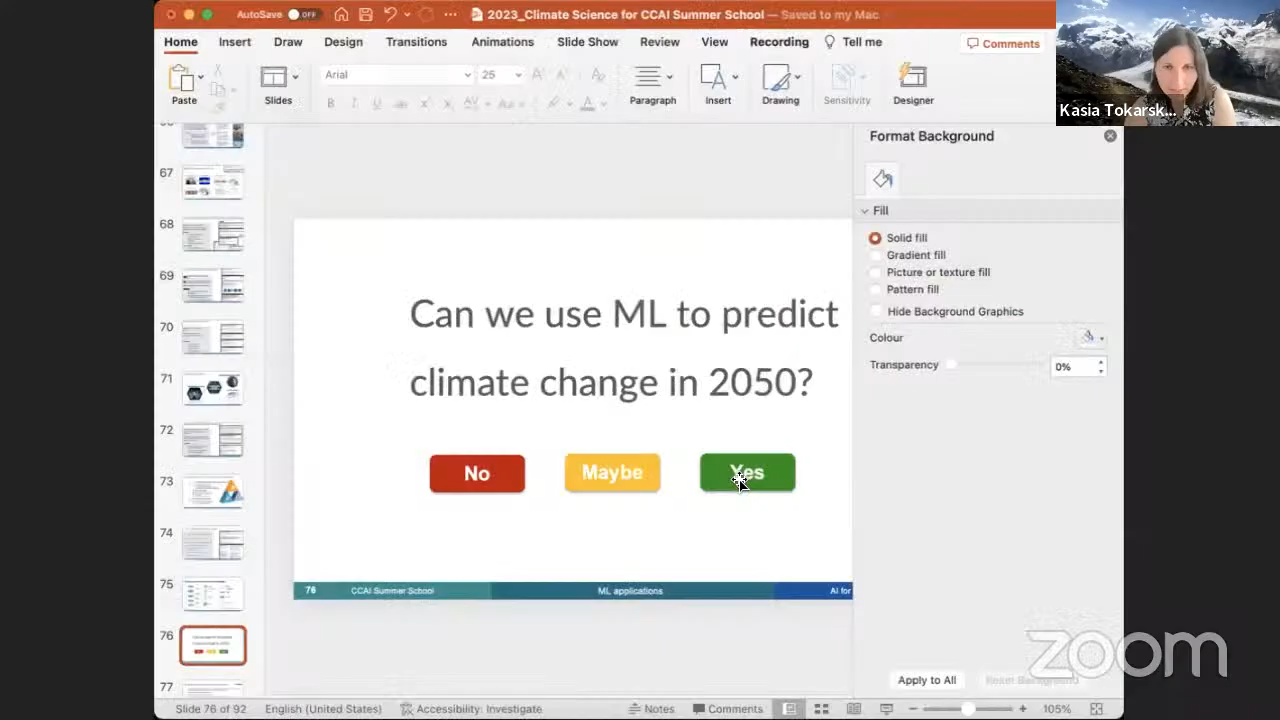 AutoSave OFF
2023_Climate Science for CCAI Summer School — Saved to my Mac
Home Insert Draw Design Transitions Animations Slide Show Review View Recording Tell me
Comments
Paste
Slides
Arial 25
Paragraph
Insert
Drawing
Sensitivity
Designer
Kasia Tokarsk...
67
68
69
70
71
72
73
74
75
76
77
Can we use ML to predict
climate change in 2050?
No Maybe Yes
76 CCAI Summer School ML applications AI for
Format Background
Fill
Solid fill
Gradient fill
Picture or texture fill
Pattern fill
Hide Background Graphics
Colour
Transparency 0%
Apply to All Reset Background
zoom
Slide 76 of 92 English (United States) Accessibility: Investigate Notes Comments 105%